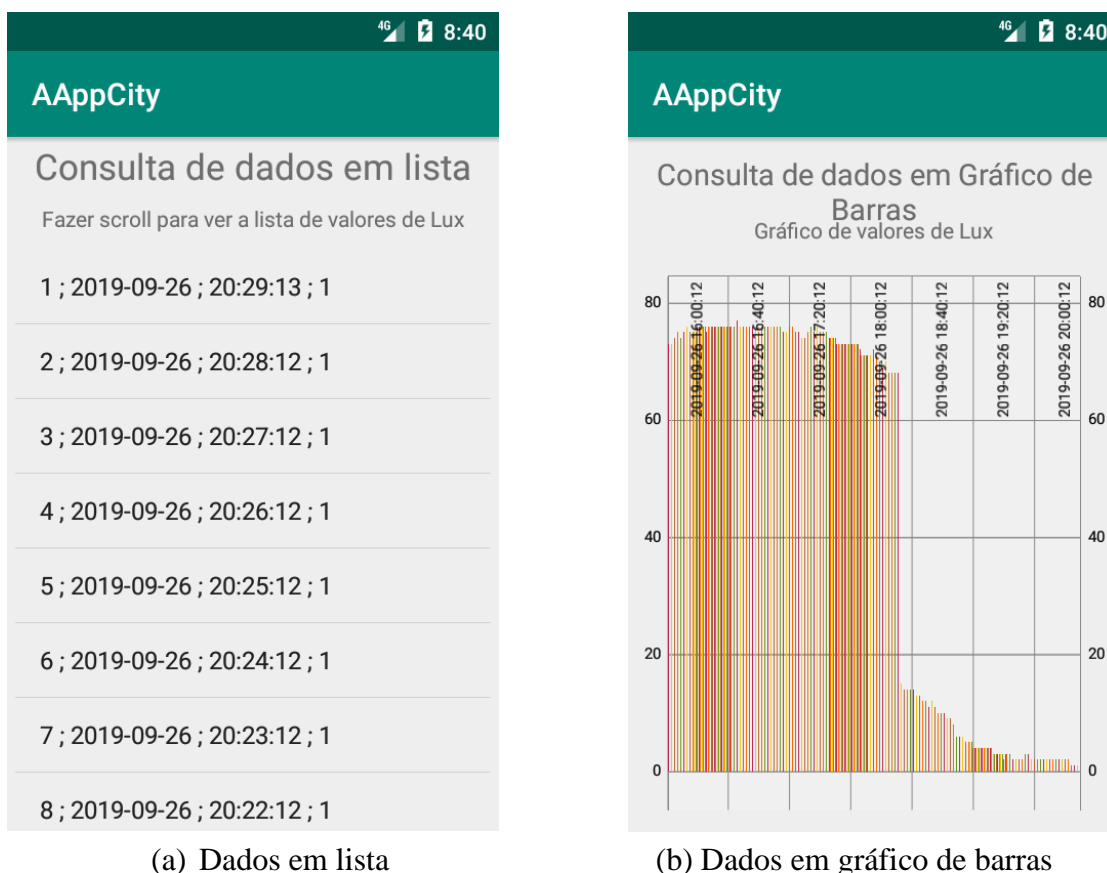 4G 8:40
AAppCity
Consulta de dados em lista
Fazer scroll para ver a lista de valores de Lux
1 ; 2019-09-26 ; 20:29:13 ; 1
2 ; 2019-09-26 ; 20:28:12 ; 1
3 ; 2019-09-26 ; 20:27:12 ; 1
4 ; 2019-09-26 ; 20:26:12 ; 1
5 ; 2019-09-26 ; 20:25:12 ; 1
6 ; 2019-09-26 ; 20:24:12 ; 1
7 ; 2019-09-26 ; 20:23:12 ; 1
8 ; 2019-09-26 ; 20:22:12 ; 1
(a) Dados em lista
4G 8:40
AAppCity
Consulta de dados em Gráfico de
Barras
Gráfico de valores de Lux
2019-09-26 16:00:12
2019-09-26 16:40:12
2019-09-26 17:20:12
2019-09-26 18:00:12
2019-09-26 18:40:12
2019-09-26 19:20:12
2019-09-26 20:00:12
80 80
60 60
40 40
20 20
0 0
(b) Dados em gráfico de barras